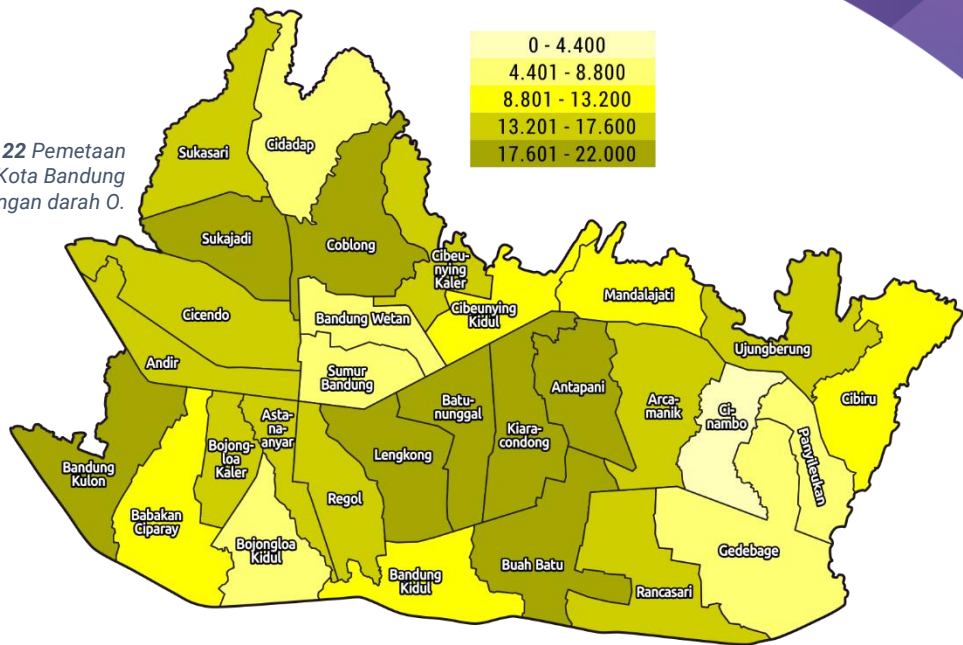 0 - 4.400
4.401 - 8.800
8.801 - 13.200
13.201 - 17.600
17.601 - 22.000
22 Pemetaan
Kota Bandung
ngan darah O.
Sukasari
Cidadap
Sukajadi
Coblong
Cibeu-
nying
Kaler
Cibeunying
Kidul
Mandalajati
Ujungberung
Cibiru
Cicendo
Bandung Wetan
Andir
Sumur
Bandung
Batu-
nunggal
Antapani
Arca-
manik
Ci-
nambo
Panyileukan
Bandung
Kulon
Babakan
Ciparay
Bojong-
loa
Kaler
Asta-
na-
anyar
Bojongloa
Kidul
Regol
Lengkong
Kiara-
condong
Bandung
Kidul
Buah Batu
Rancasari
Gedebage